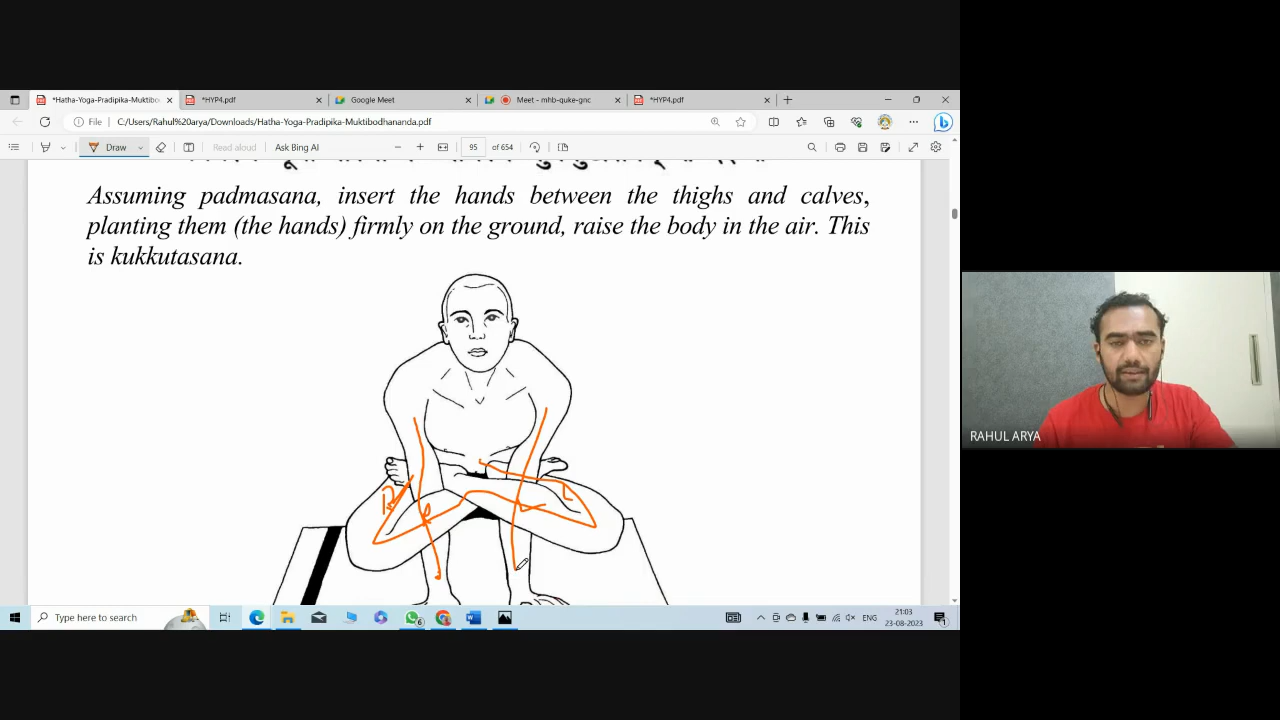 *Hatha-Yoga-Pradipika-Muktibo
*HYP4.pdf
Google Meet
Meet - mhb-quke-gnc
*HYP4.pdf
File
C:/Users/Rahul%20arya/Downloads/Hatha-Yoga-Pradipika-Muktibodhananda.pdf
Draw
Read aloud
Ask Bing AI
95 of 654
Assuming padmasana, insert the hands between the thighs and calves,
planting them (the hands) firmly on the ground, raise the body in the air. This
is kukkutasana.
R
L
RAHUL ARYA
Type here to search
6
ENG
21:03
23-08-2023
1